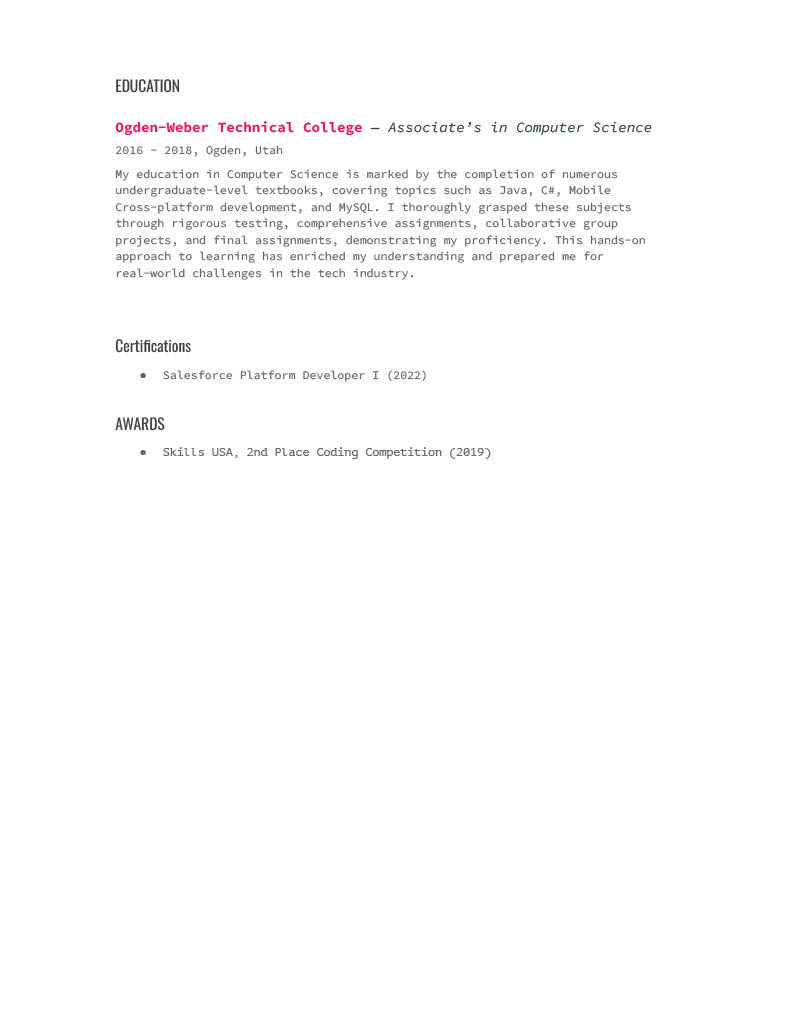 EDUCATION
Ogden-Weber Technical College — Associate’s in Computer Science
2016 - 2018, Ogden, Utah
My education in Computer Science is marked by the completion of numerous
undergraduate-level textbooks, covering topics such as Java, C#, Mobile
Cross-platform development, and MySQL. I thoroughly grasped these subjects
through rigorous testing, comprehensive assignments, collaborative group
projects, and final assignments, demonstrating my proficiency. This hands-on
approach to learning has enriched my understanding and prepared me for
real-world challenges in the tech industry.
Certifications
● Salesforce Platform Developer I (2022)
AWARDS
● Skills USA, 2nd Place Coding Competition (2019)